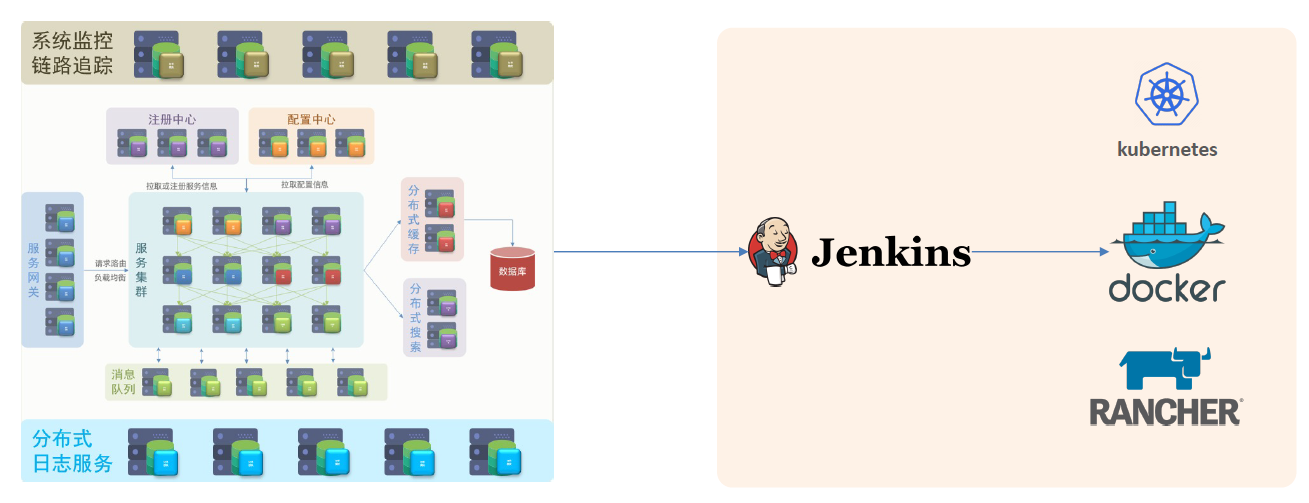 系统监控
链路追踪
注册中心
配置中心
拉取或注册服务信息
拉取配置信息
服务网关
请求路由
负载均衡
服务集群
分布式缓存
数据库
分布式搜索
消息
队列
分布式
日志服务
Jenkins
kubernetes
docker
RANCHER